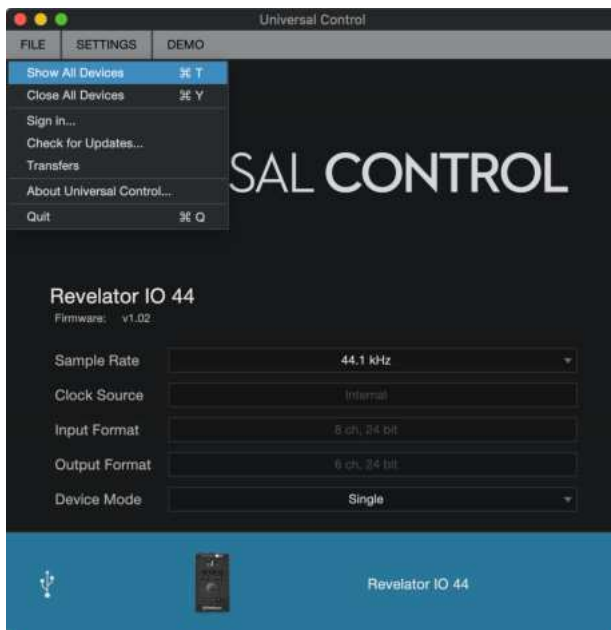 Universal Control
FILE SETTINGS DEMO
Show All Devices ⌘ T
Close All Devices ⌘ Y
Sign in...
Check for Updates...
Transfers
About Universal Control...
Quit ⌘ Q
SAL CONTROL
Revelator IO 44
Firmware: v1.02
Sample Rate 44.1 kHz
Clock Source Internal
Input Format 8 ch, 24 bit
Output Format 6 ch, 24 bit
Device Mode Single
Revelator IO 44